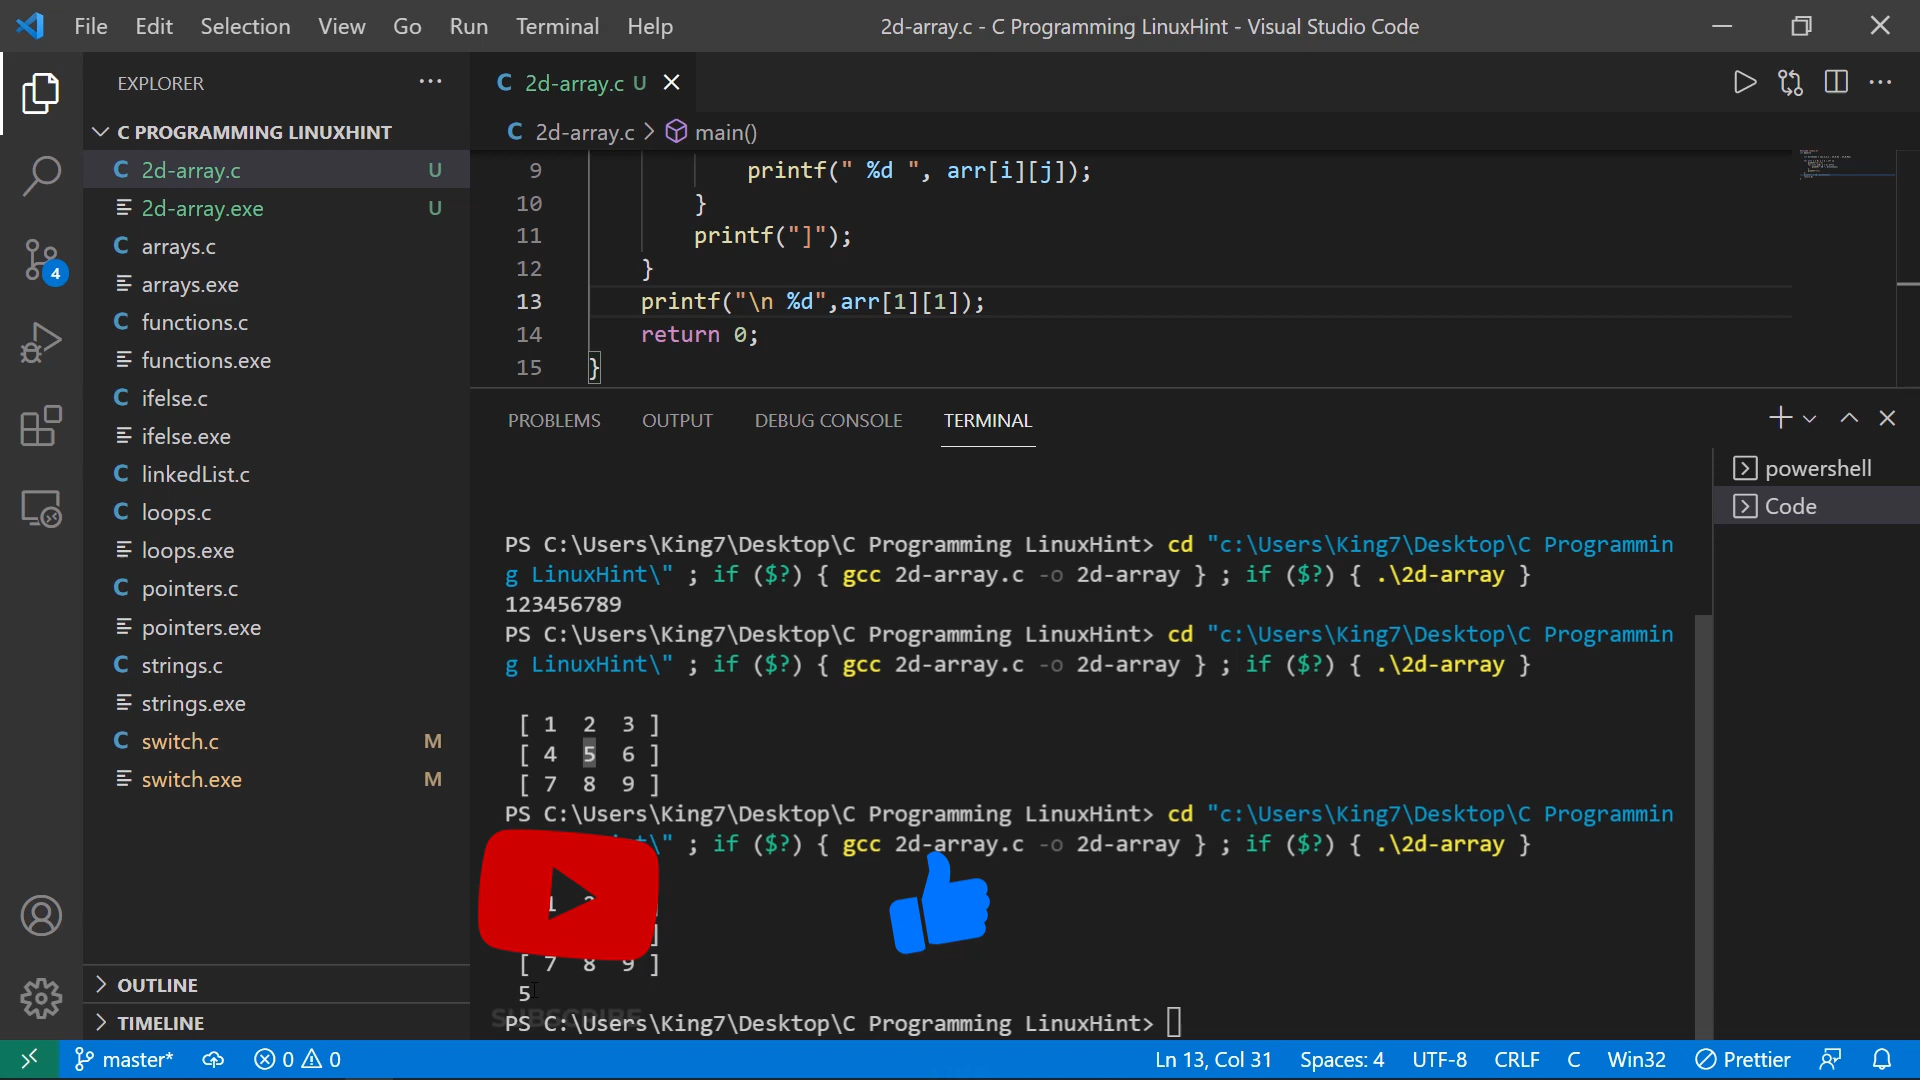 File Edit Selection View Go Run Terminal Help
2d-array.c - C Programming LinuxHint - Visual Studio Code
EXPLORER
C PROGRAMMING LINUXHINT
C 2d-array.c U
2d-array.exe U
C arrays.c
arrays.exe
C functions.c
functions.exe
C ifelse.c
ifelse.exe
C linkedList.c
C loops.c
loops.exe
C pointers.c
pointers.exe
C strings.c
strings.exe
C switch.c M
switch.exe M
OUTLINE
TIMELINE
4
C 2d-array.c U
C 2d-array.c > main()
9 printf(" %d ", arr[i][j]);
10 }
11 printf("]");
12 }
13 printf("\n %d",arr[1][1]);
14 return 0;
15 }
PROBLEMS OUTPUT DEBUG CONSOLE TERMINAL
powershell
Code
PS C:\Users\King7\Desktop\C Programming LinuxHint> cd "c:\Users\King7\Desktop\C Programmin
g LinuxHint\" ; if ($?) { gcc 2d-array.c -o 2d-array } ; if ($?) { .\2d-array }
123456789
PS C:\Users\King7\Desktop\C Programming LinuxHint> cd "c:\Users\King7\Desktop\C Programmin
g LinuxHint\" ; if ($?) { gcc 2d-array.c -o 2d-array } ; if ($?) { .\2d-array }
[ 1 2 3 ]
[ 4 5 6 ]
[ 7 8 9 ]
PS C:\Users\King7\Desktop\C Programming LinuxHint> cd "c:\Users\King7\Desktop\C Programmin
\" ; if ($?) { gcc 2d-array.c -o 2d-array } ; if ($?) { .\2d-array }
1 2
]
[ 7 8 9 ]
5
SUBSCRIBE
PS C:\Users\King7\Desktop\C Programming LinuxHint>
master* 0 0 Ln 13, Col 31 Spaces: 4 UTF-8 CRLF C Win32 Prettier